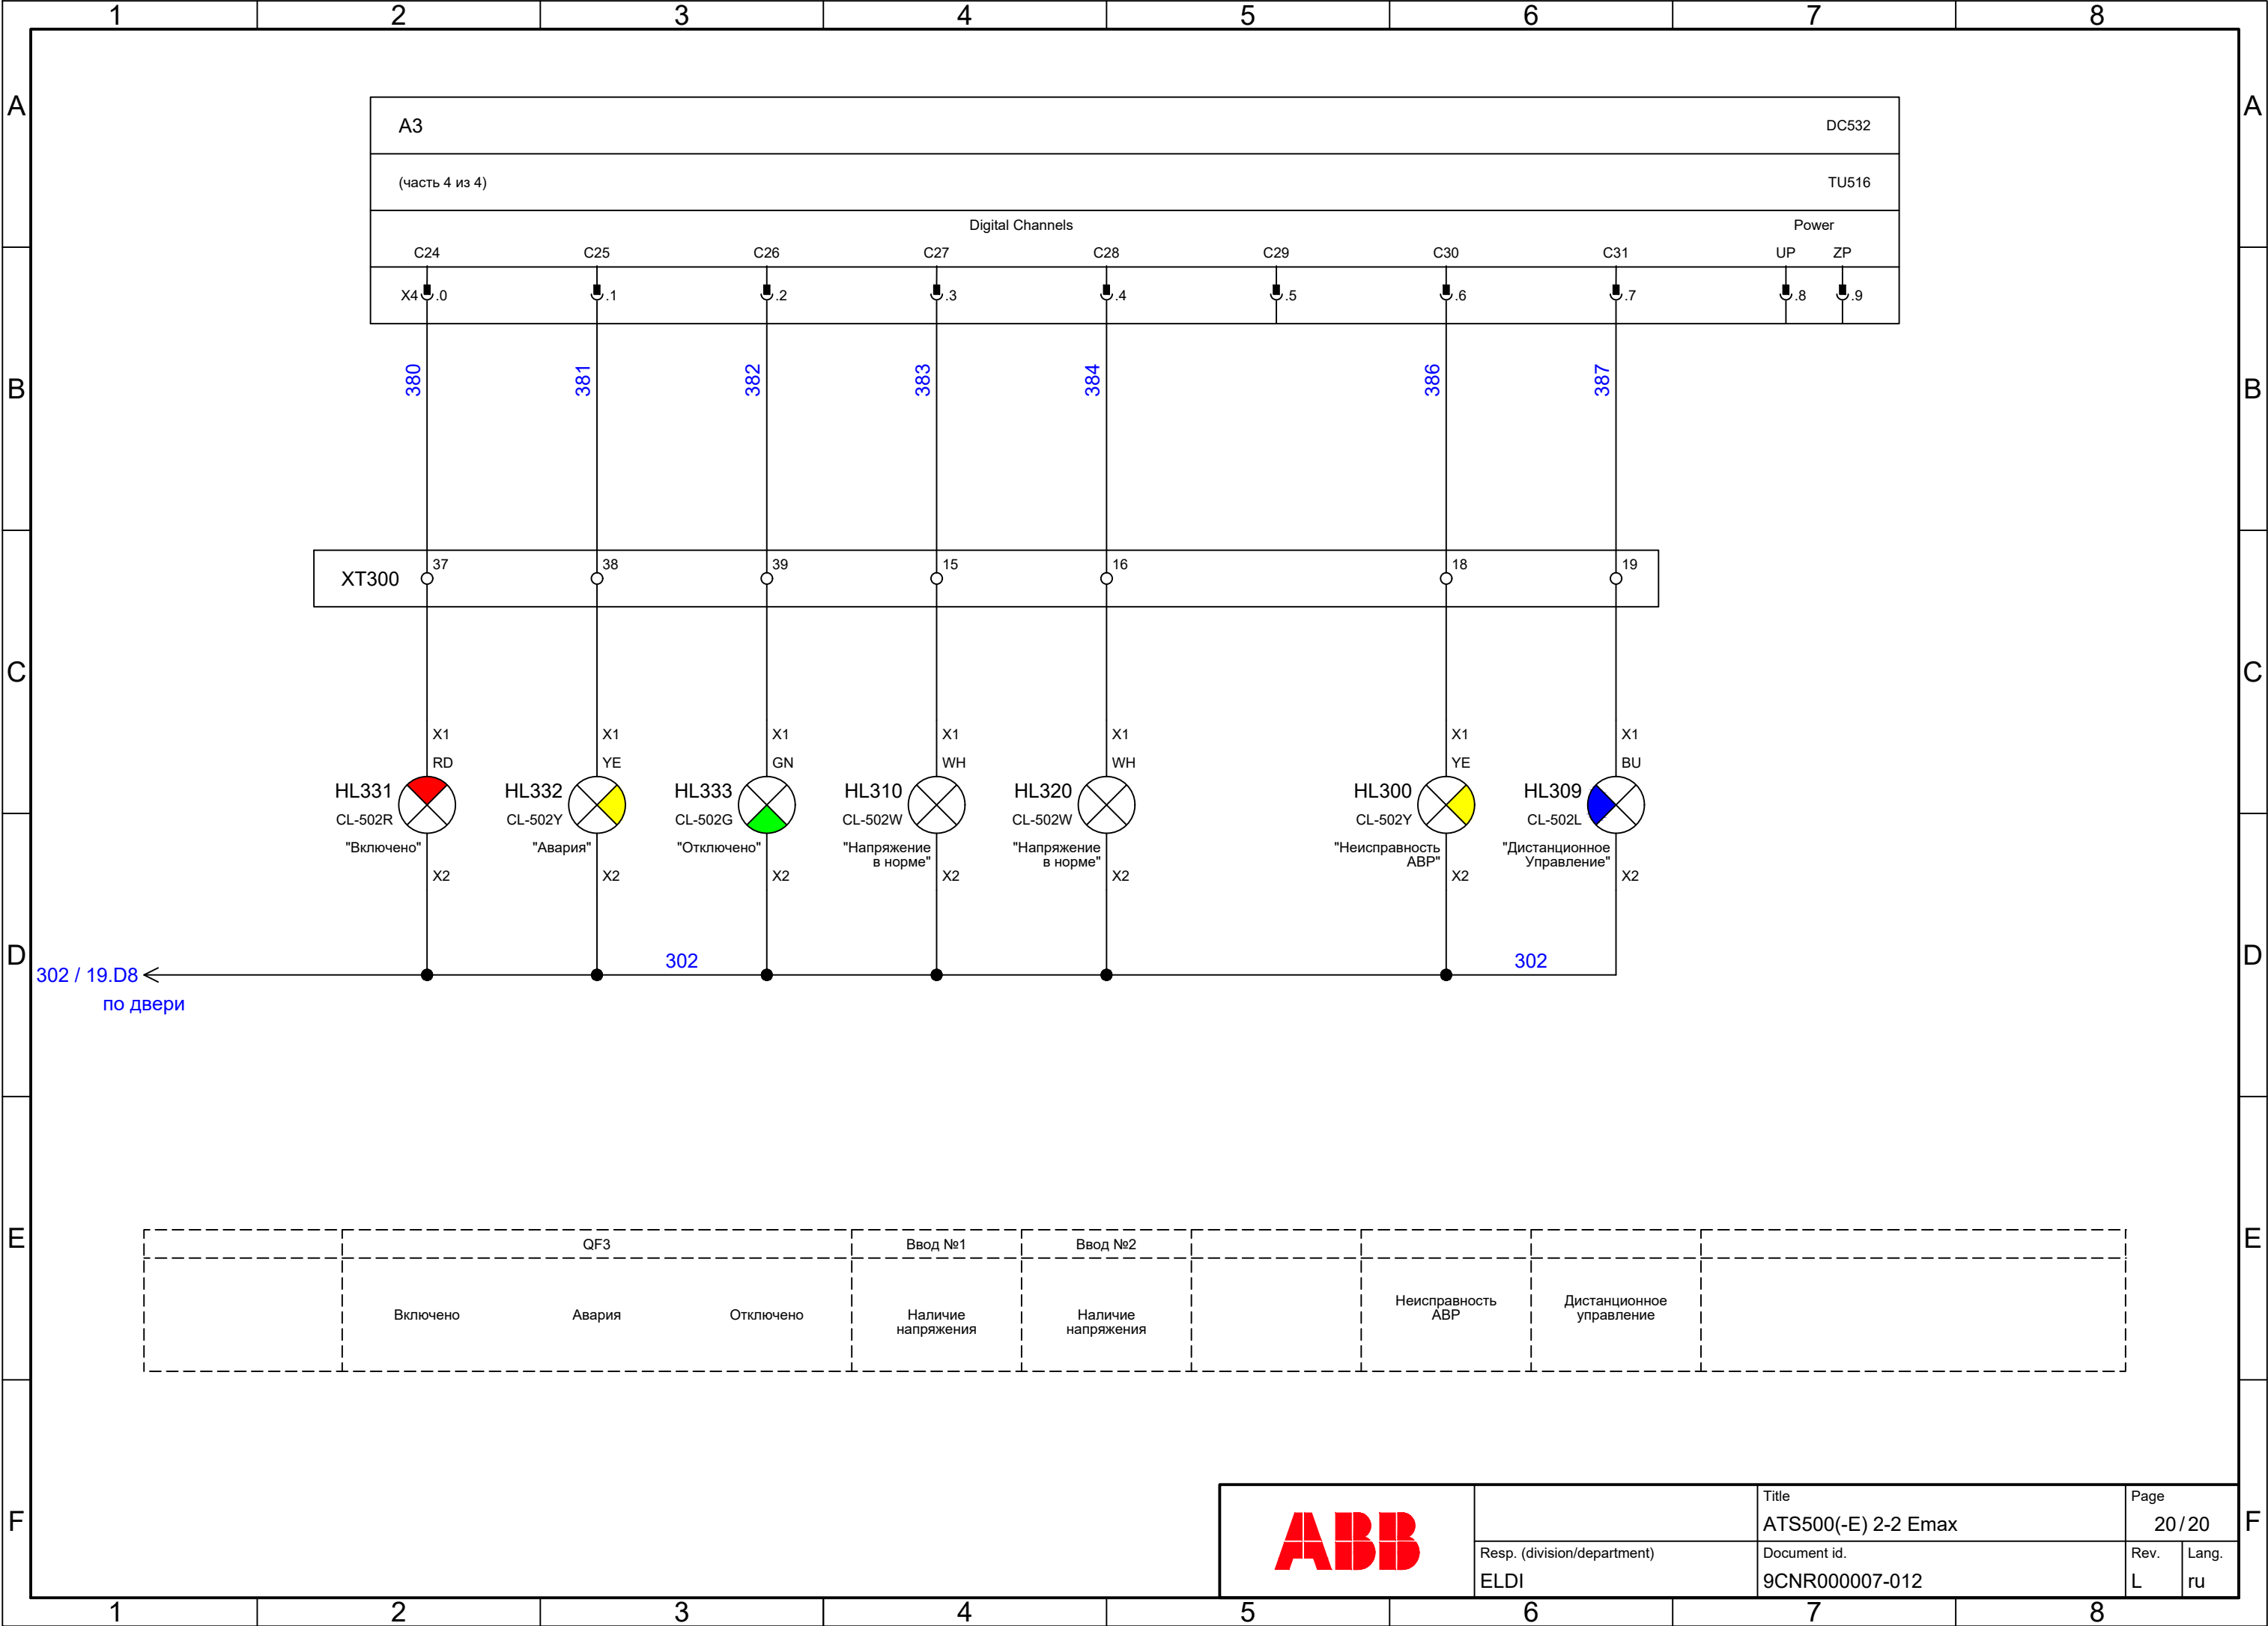 1 2 3 4 5 6 7 8
A A
A3 DC532
(часть 4 из 4) TU516
Digital Channels Power
C24 C25 C26 C27 C28 C29 C30 C31 UP ZP
X4 .0 .1 .2 .3 .4 .5 .6 .7 .8 .9
380 381 382 383 384 386 387
B B
XT300 37 38 39 15 16 18 19
C C
X1 X1 X1 X1 X1 X1 X1
RD YE GN WH WH YE BU
HL331 HL332 HL333 HL310 HL320 HL300 HL309
CL-502R CL-502Y CL-502G CL-502W CL-502W CL-502Y CL-502L
"Включено" "Авария" "Отключено" "Напряжение "Напряжение "Неисправность "Дистанционное
в норме" в норме" АВР" Управление"
X2 X2 X2 X2 X2 X2 X2
D D
302 302
302 / 19.D8
по двери
E E
QF3 Ввод №1 Ввод №2
Включено Авария Отключено Наличие Наличие Неисправность Дистанционное
напряжения напряжения АВР управление
F F
ABB
Title Page
ATS500(-E) 2-2 Emax 20/20
Resp. (division/department) Document id. Rev. Lang.
ELDI 9CNR000007-012 L ru
1 2 3 4 5 6 7 8